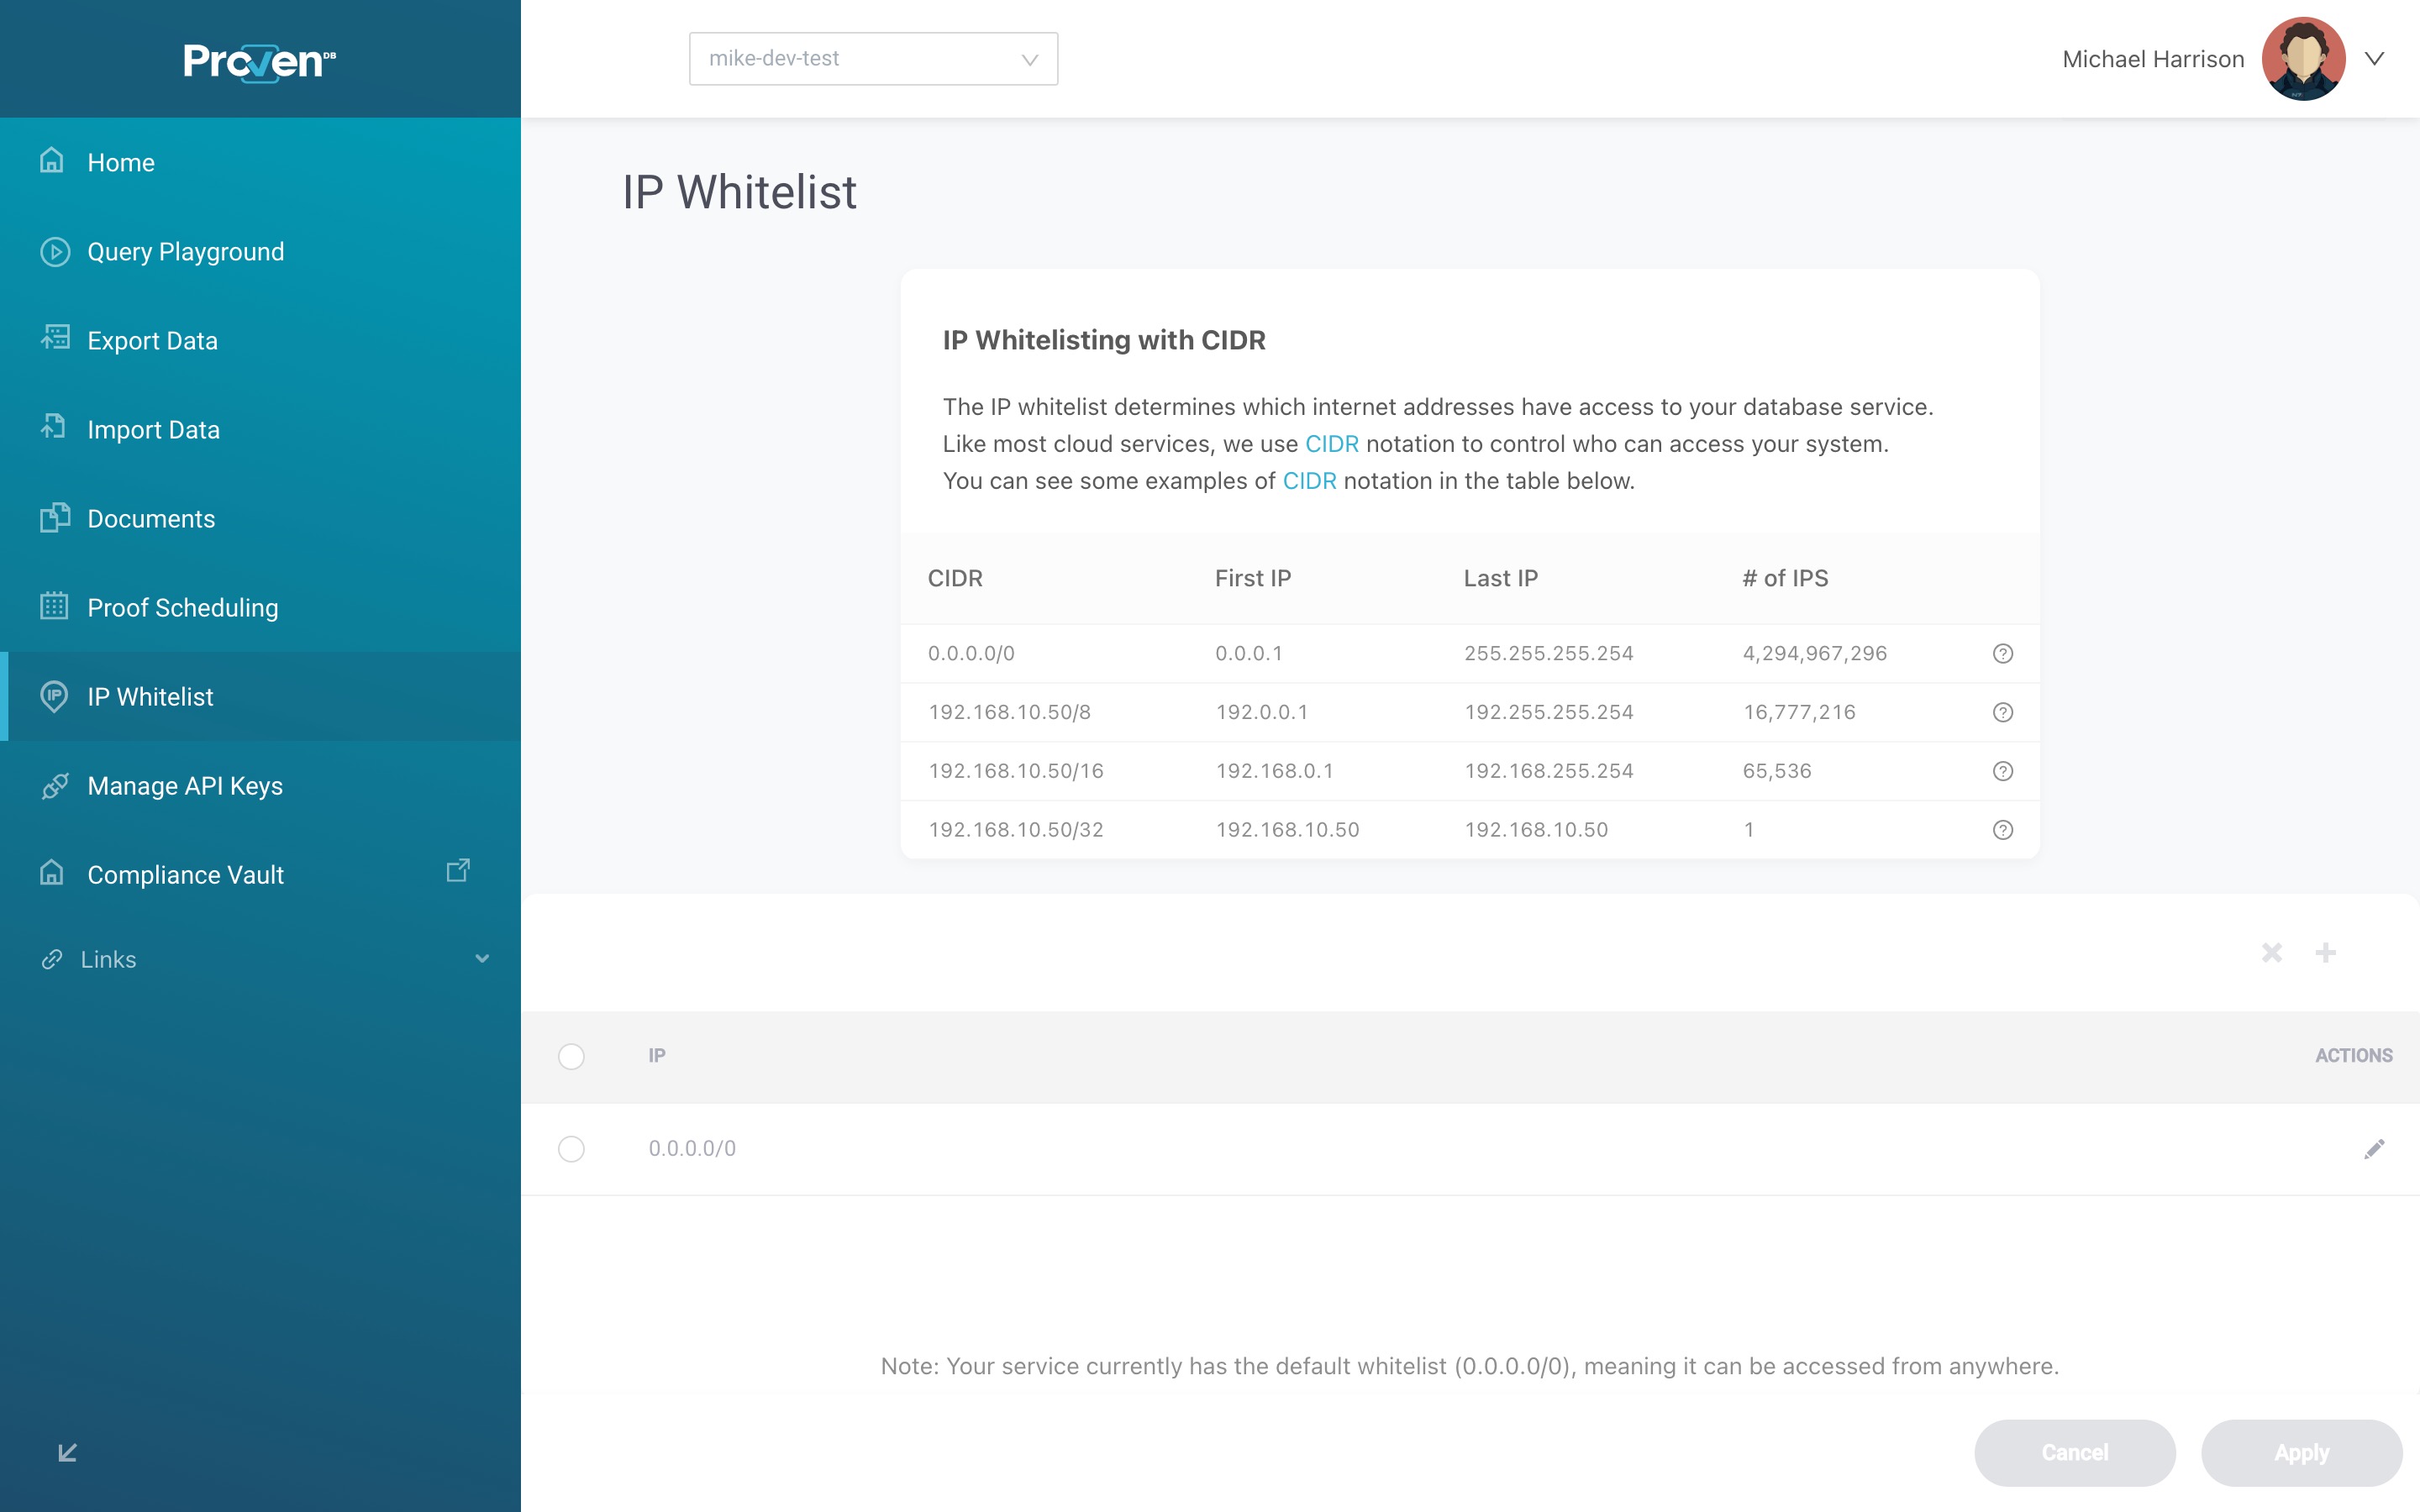 ProvenDB
mike-dev-test
Michael Harrison
Home
Query Playground
Export Data
Import Data
Documents
Proof Scheduling
IP Whitelist
Manage API Keys
Compliance Vault
Links
IP Whitelist
IP Whitelisting with CIDR
The IP whitelist determines which internet addresses have access to your database service.
Like most cloud services, we use CIDR notation to control who can access your system.
You can see some examples of CIDR notation in the table below.
CIDR First IP Last IP # of IPS
0.0.0.0/0 0.0.0.1 255.255.255.254 4,294,967,296
192.168.10.50/8 192.0.0.1 192.255.255.254 16,777,216
192.168.10.50/16 192.168.0.1 192.168.255.254 65,536
192.168.10.50/32 192.168.10.50 192.168.10.50 1
IP ACTIONS
0.0.0.0/0
Note: Your service currently has the default whitelist (0.0.0.0/0), meaning it can be accessed from anywhere.
Cancel Apply